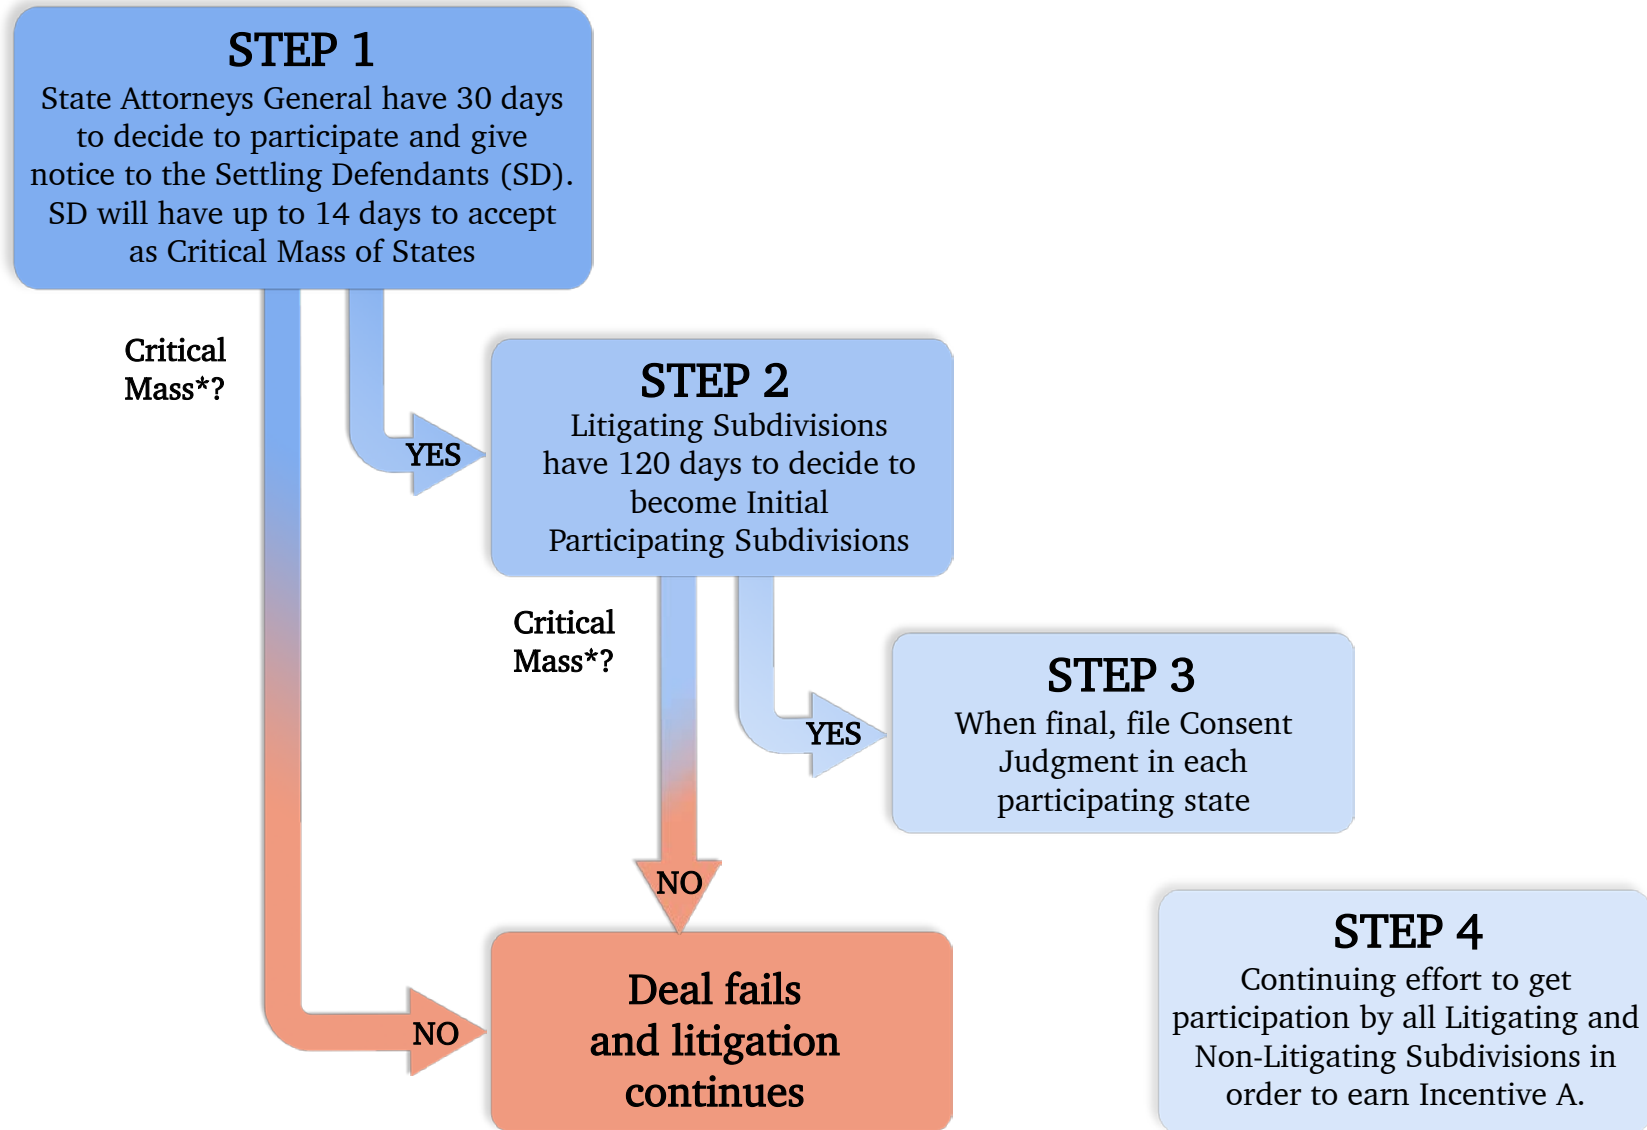 STEP 1
State Attorneys General have 30 days
to decide to participate and give
notice to the Settling Defendants (SD).
SD will have up to 14 days to accept
as Critical Mass of States
Critical
Mass*?
YES
STEP 2
Litigating Subdivisions
have 120 days to decide to
become Initial
Participating Subdivisions
Critical
Mass*?
YES
STEP 3
When final, file Consent
Judgment in each
participating state
NO
NO
Deal fails
and litigation
continues
STEP 4
Continuing effort to get
participation by all Litigating and
Non-Litigating Subdivisions in
order to earn Incentive A.